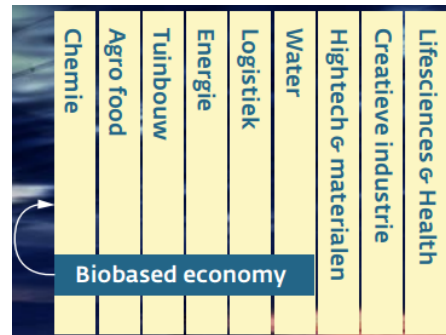 Chemie
Agro food
Tuinbouw
Energie
Logistiek
Water
Hightech & materialen
Creatieve industrie
Lifesciences & Health
Biobased economy